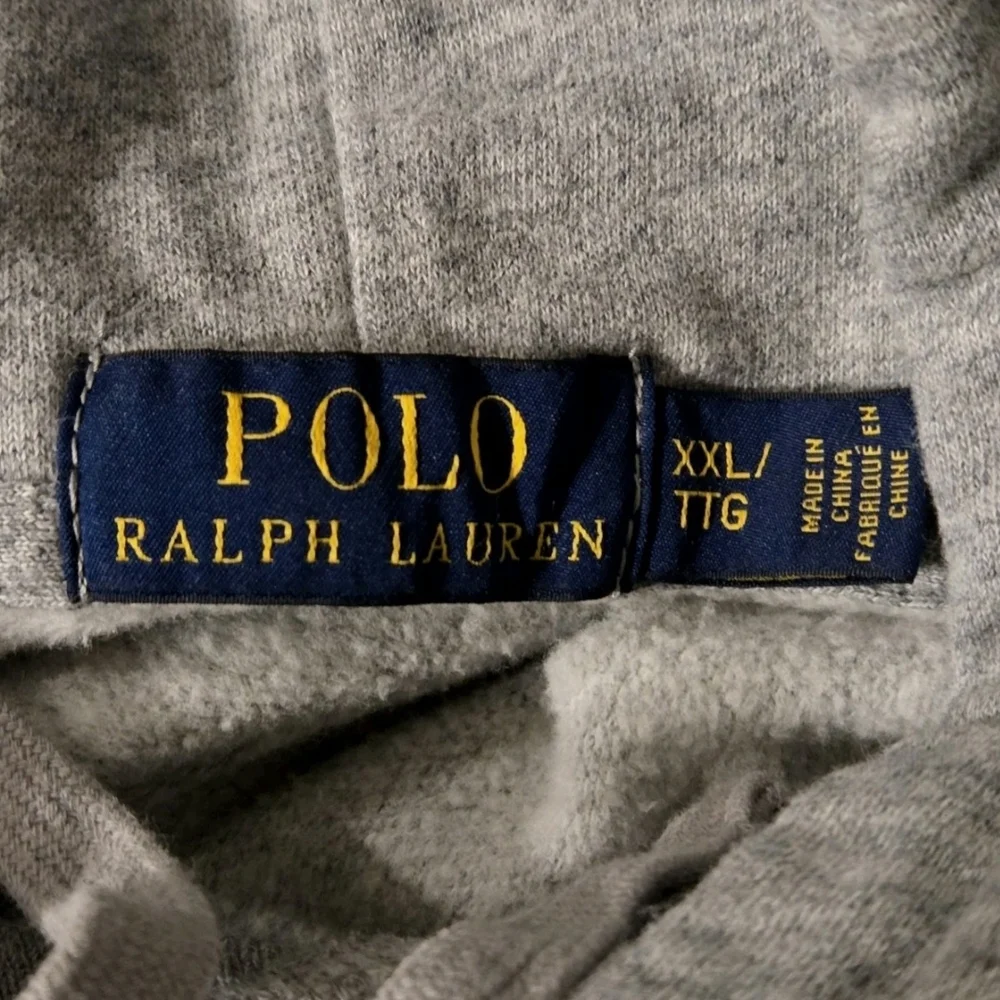 POLO
RALPH LAUREN
XXL/
TTG
MADE IN
CHINA
FABRIQUÉ EN
CHINE